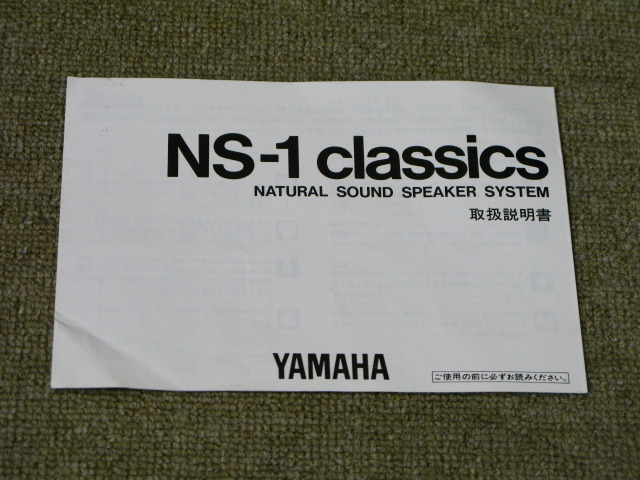 NS-1 classics
NATURAL SOUND SPEAKER SYSTEM
取扱説明書
YAMAHA
ご使用の前に必ずお読みください。